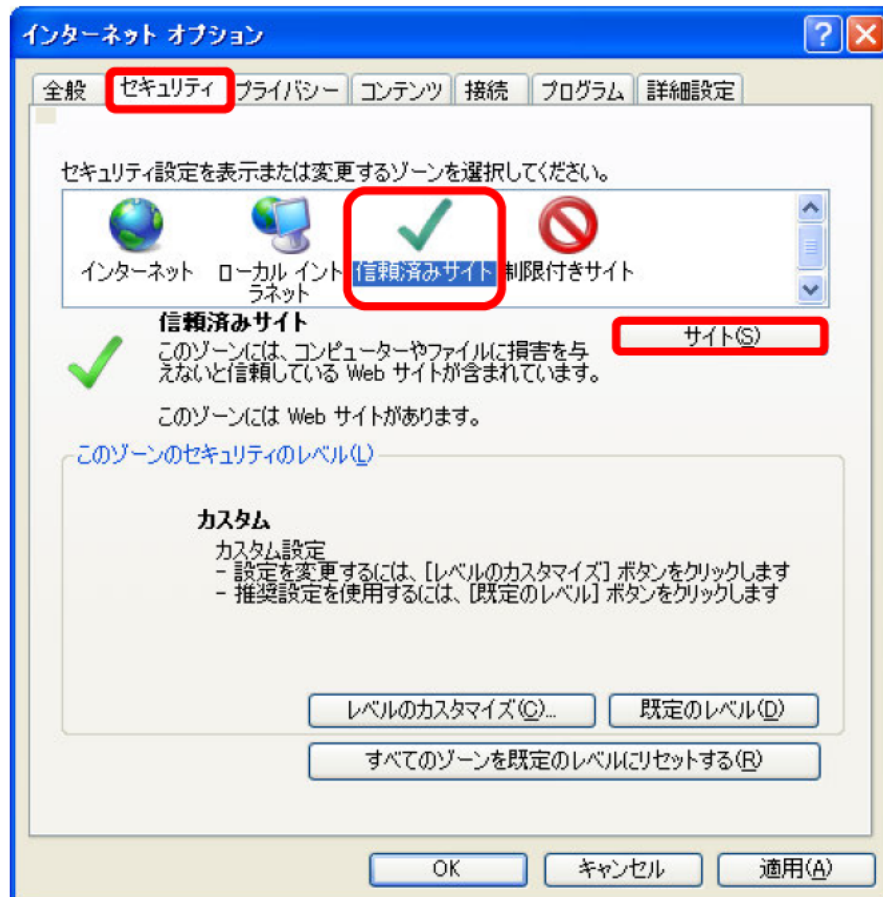 インターネット オプション
全般 セキュリティ プライバシー コンテンツ 接続 プログラム 詳細設定
セキュリティ設定を表示または変更するゾーンを選択してください。
インターネット ローカル イント 信頼済みサイト 制限付きサイト
ラネット
信頼済みサイト
サイト(S)
このゾーンには、コンピューターやファイルに損害を与
えないと信頼している Web サイトが含まれています。
このゾーンには Web サイトがあります。
このゾーンのセキュリティのレベル(L)
カスタム
カスタム設定
- 設定を変更するには、[レベルのカスタマイズ] ボタンをクリックします
- 推奨設定を使用するには、[既定のレベル] ボタンをクリックします
レベルのカスタマイズ(C)... 既定のレベル(D)
すべてのゾーンを既定のレベルにリセットする(R)
OK キャンセル 適用(A)